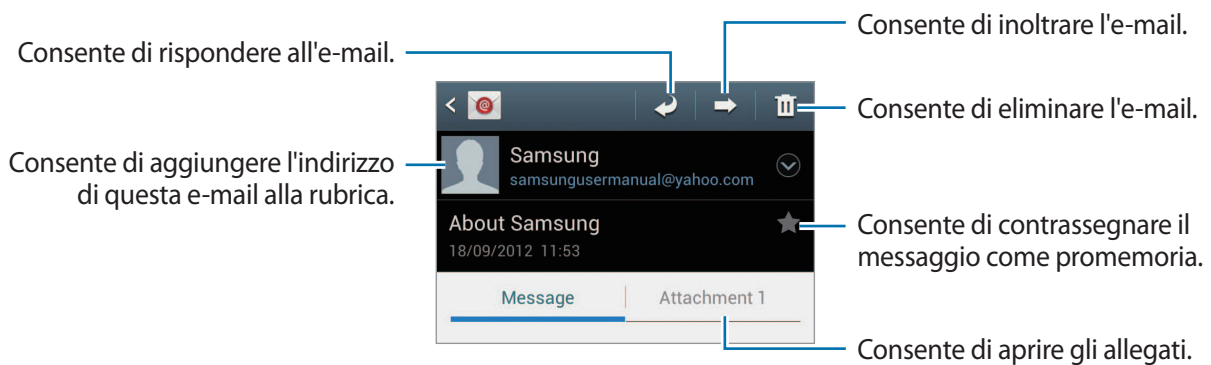 Consente di inoltrare l'e-mail.
Consente di rispondere all'e-mail.
Consente di eliminare l'e-mail.
Consente di aggiungere l'indirizzo
di questa e-mail alla rubrica.
Samsung
samsungusermanual@yahoo.com
About Samsung
18/09/2012 11:53
Consente di contrassegnare il
messaggio come promemoria.
Message
Attachment 1
Consente di aprire gli allegati.